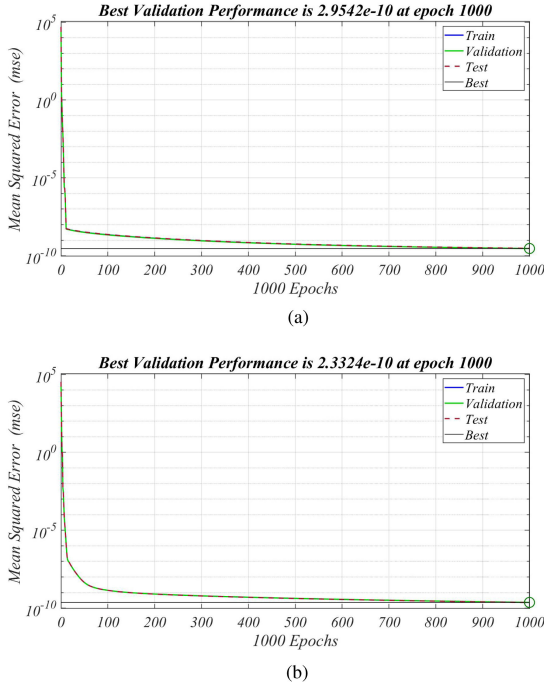 Best Validation Performance is 2.9542e-10 at epoch 1000
Mean Squared Error (mse)
10^5
10^0
10^-5
10^-10
Train
Validation
Test
Best
0 100 200 300 400 500 600 700 800 900 1000
1000 Epochs
(a)
Best Validation Performance is 2.3324e-10 at epoch 1000
Mean Squared Error (mse)
10^5
10^0
10^-5
10^-10
Train
Validation
Test
Best
0 100 200 300 400 500 600 700 800 900 1000
1000 Epochs
(b)